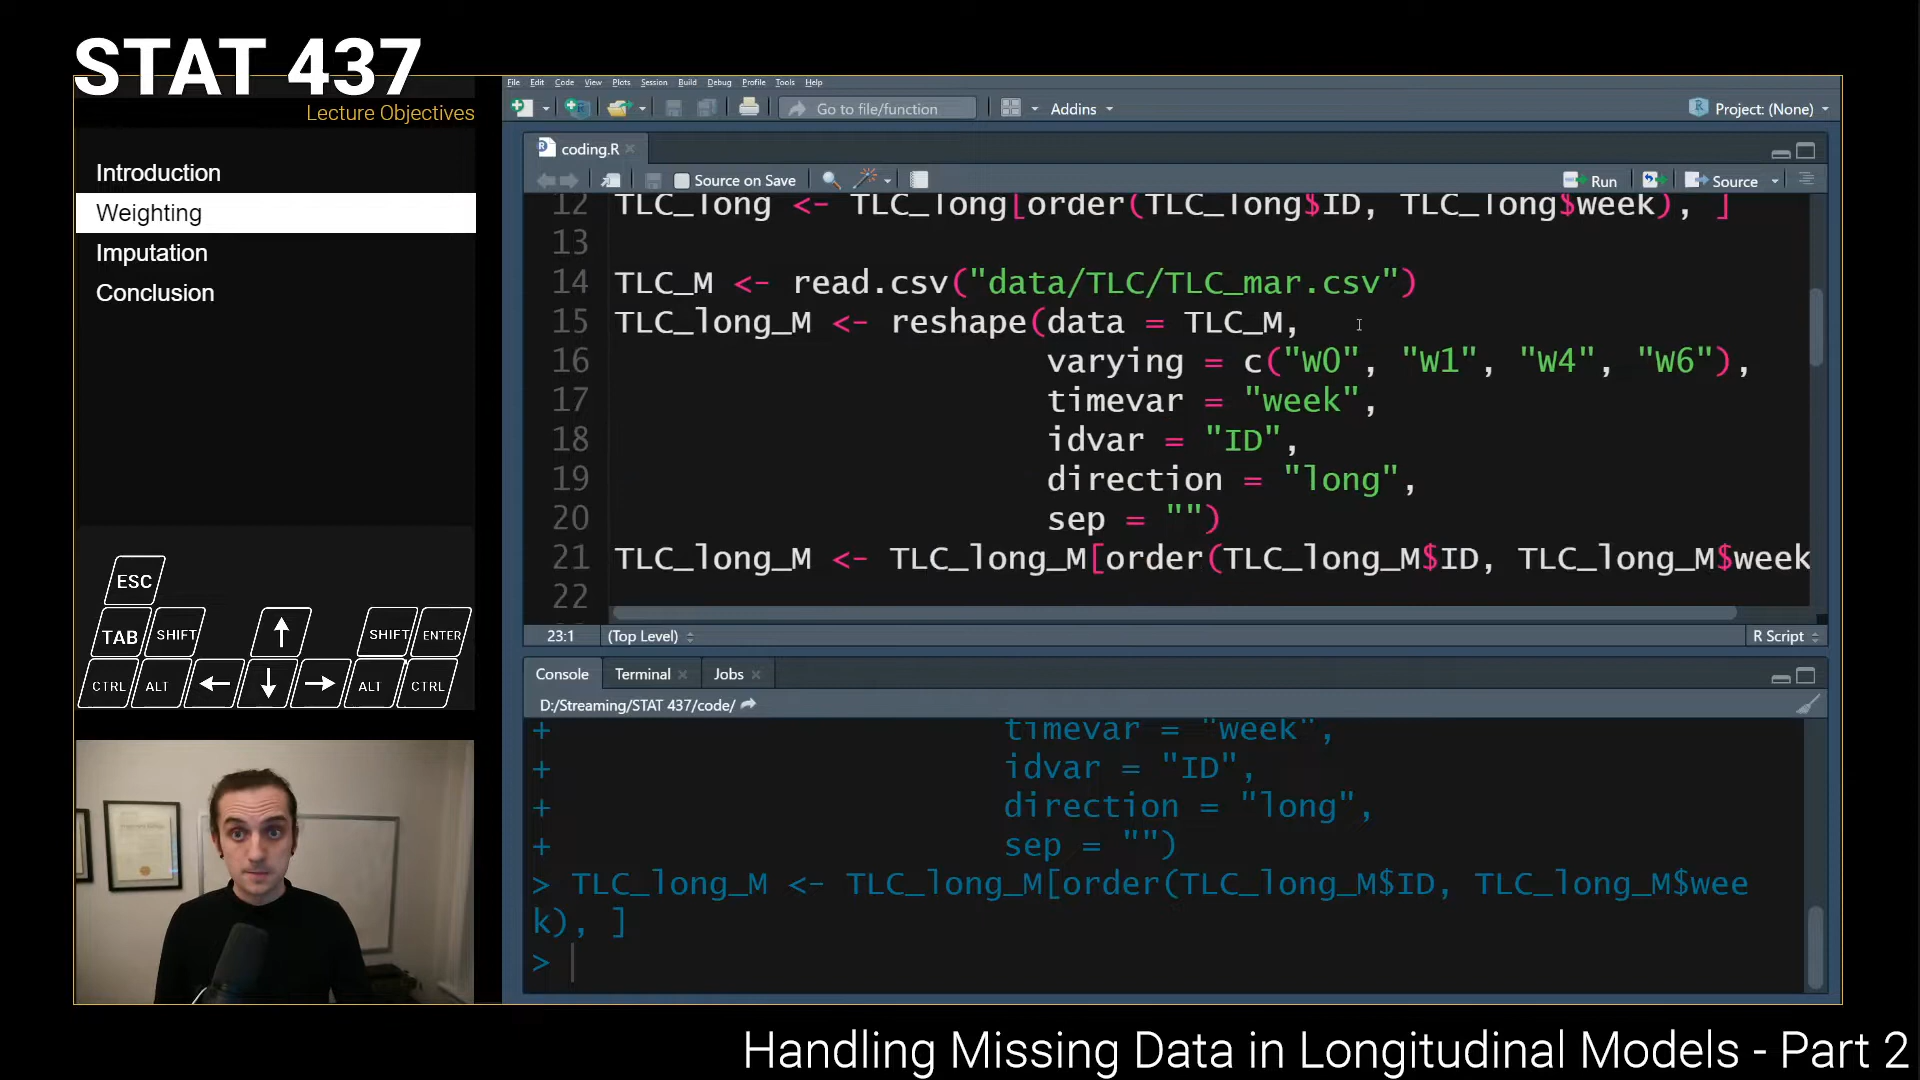 STAT 437
Lecture Objectives
Introduction
Weighting
Imputation
Conclusion
ESC
TAB SHIFT ↑ SHIFT ENTER
CTRL ALT ← ↓ → ALT CTRL
File Edit Code View Plots Session Build Debug Profile Tools Help
Go to file/function Addins Project: (None)
coding.R
Source on Save Run Source
12 TLC_long <- TLC_long[order(TLC_long$ID, TLC_long$week), ]
13
14 TLC_M <- read.csv("data/TLC/TLC_mar.csv")
15 TLC_long_M <- reshape(data = TLC_M,
16 varying = c("W0", "W1", "W4", "W6"),
17 timevar = "week",
18 idvar = "ID",
19 direction = "long",
20 sep = "")
21 TLC_long_M <- TLC_long_M[order(TLC_long_M$ID, TLC_long_M$week
22
23:1 (Top Level) R Script
Console Terminal Jobs
D:/Streaming/STAT 437/code/
+ timevar = "week",
+ idvar = "ID",
+ direction = "long",
+ sep = "")
> TLC_long_M <- TLC_long_M[order(TLC_long_M$ID, TLC_long_M$wee
k), ]
>
Handling Missing Data in Longitudinal Models - Part 2